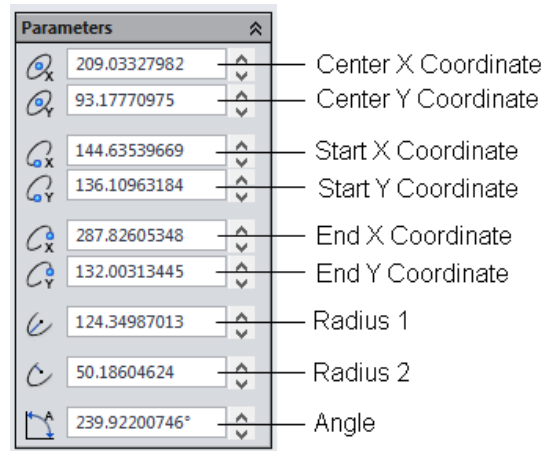 Parameters
209.03327982 Center X Coordinate
93.17770975 Center Y Coordinate
144.63539669 Start X Coordinate
136.10963184 Start Y Coordinate
287.82605348 End X Coordinate
132.00313445 End Y Coordinate
124.34987013 Radius 1
50.18604624 Radius 2
239.92200746° Angle